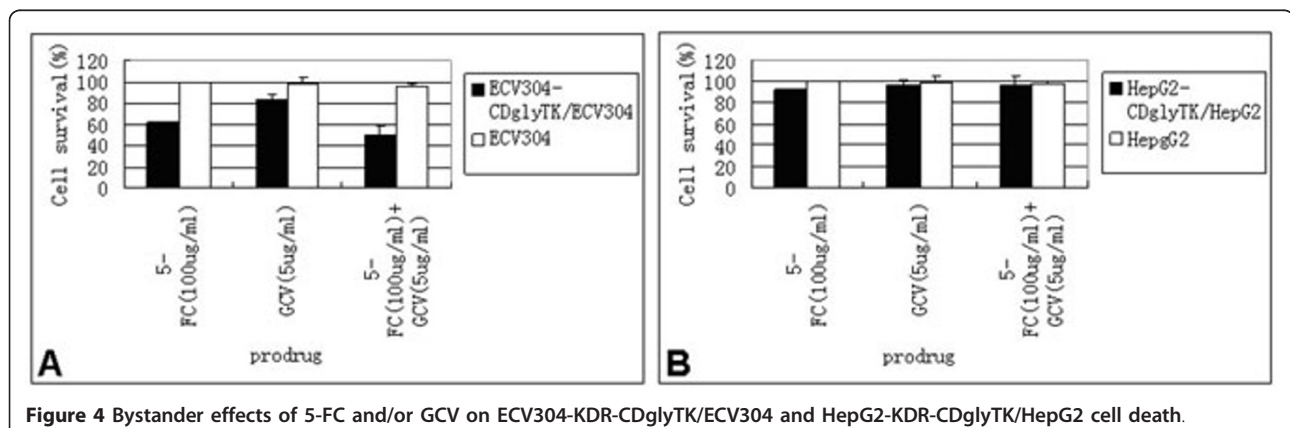 Cell survival(%)
120
100
80
60
40
20
0
5-
FC(100ug/ml)
GCV(5ug/ml)
5-
FC(100ug/ml)+
GCV(5ug/ml)
prodrug
ECV304-
CDglyTK/ECV304
ECV304
A
Cell survival(%)
120
100
80
60
40
20
0
5-
FC(100ug/ml)
GCV(5ug/ml)
5-
FC(100ug/ml)+
GCV(5ug/ml)
prodrug
HepG2-
CDglyTK/HepG2
HepgG2
B
Figure 4 Bystander effects of 5-FC and/or GCV on ECV304-KDR-CDglyTK/ECV304 and HepG2-KDR-CDglyTK/HepG2 cell death.